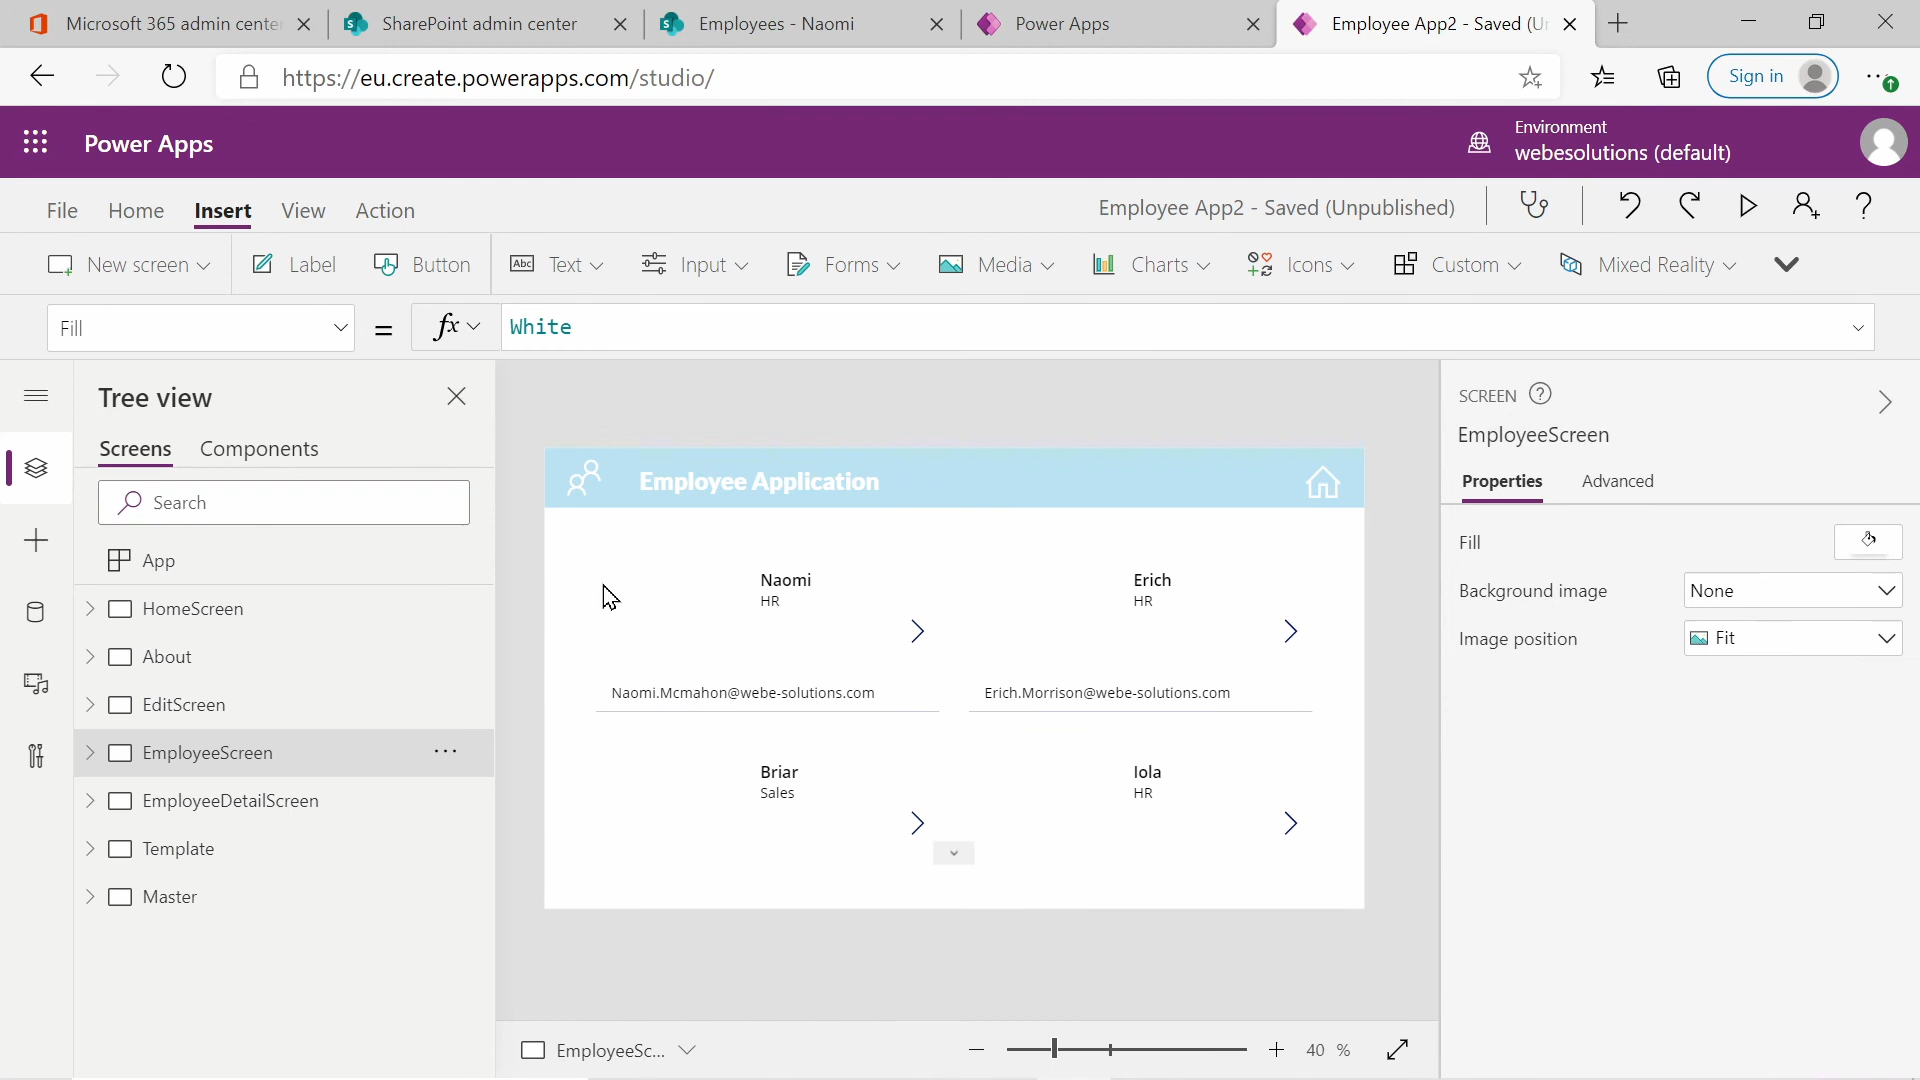 Microsoft 365 admin cente
SharePoint admin center
Employees - Naomi
Power Apps
Employee App2 - Saved (Un
https://eu.create.powerapps.com/studio/
Sign in
Power Apps
Environment
webesolutions (default)
File
Home
Insert
View
Action
Employee App2 - Saved (Unpublished)
New screen
Label
Button
Abc
Text
Input
Forms
Media
Charts
Icons
Custom
Mixed Reality
Fill
=
fx
White
Tree view
Screens
Components
Search
App
HomeScreen
About
EditScreen
EmployeeScreen
EmployeeDetailScreen
Template
Master
Employee Application
Naomi
HR
Erich
HR
Naomi.Mcmahon@webe-solutions.com
Erich.Morrison@webe-solutions.com
Briar
Sales
Iola
HR
EmployeeSc...
40 %
SCREEN
EmployeeScreen
Properties
Advanced
Fill
Background image
None
Image position
Fit